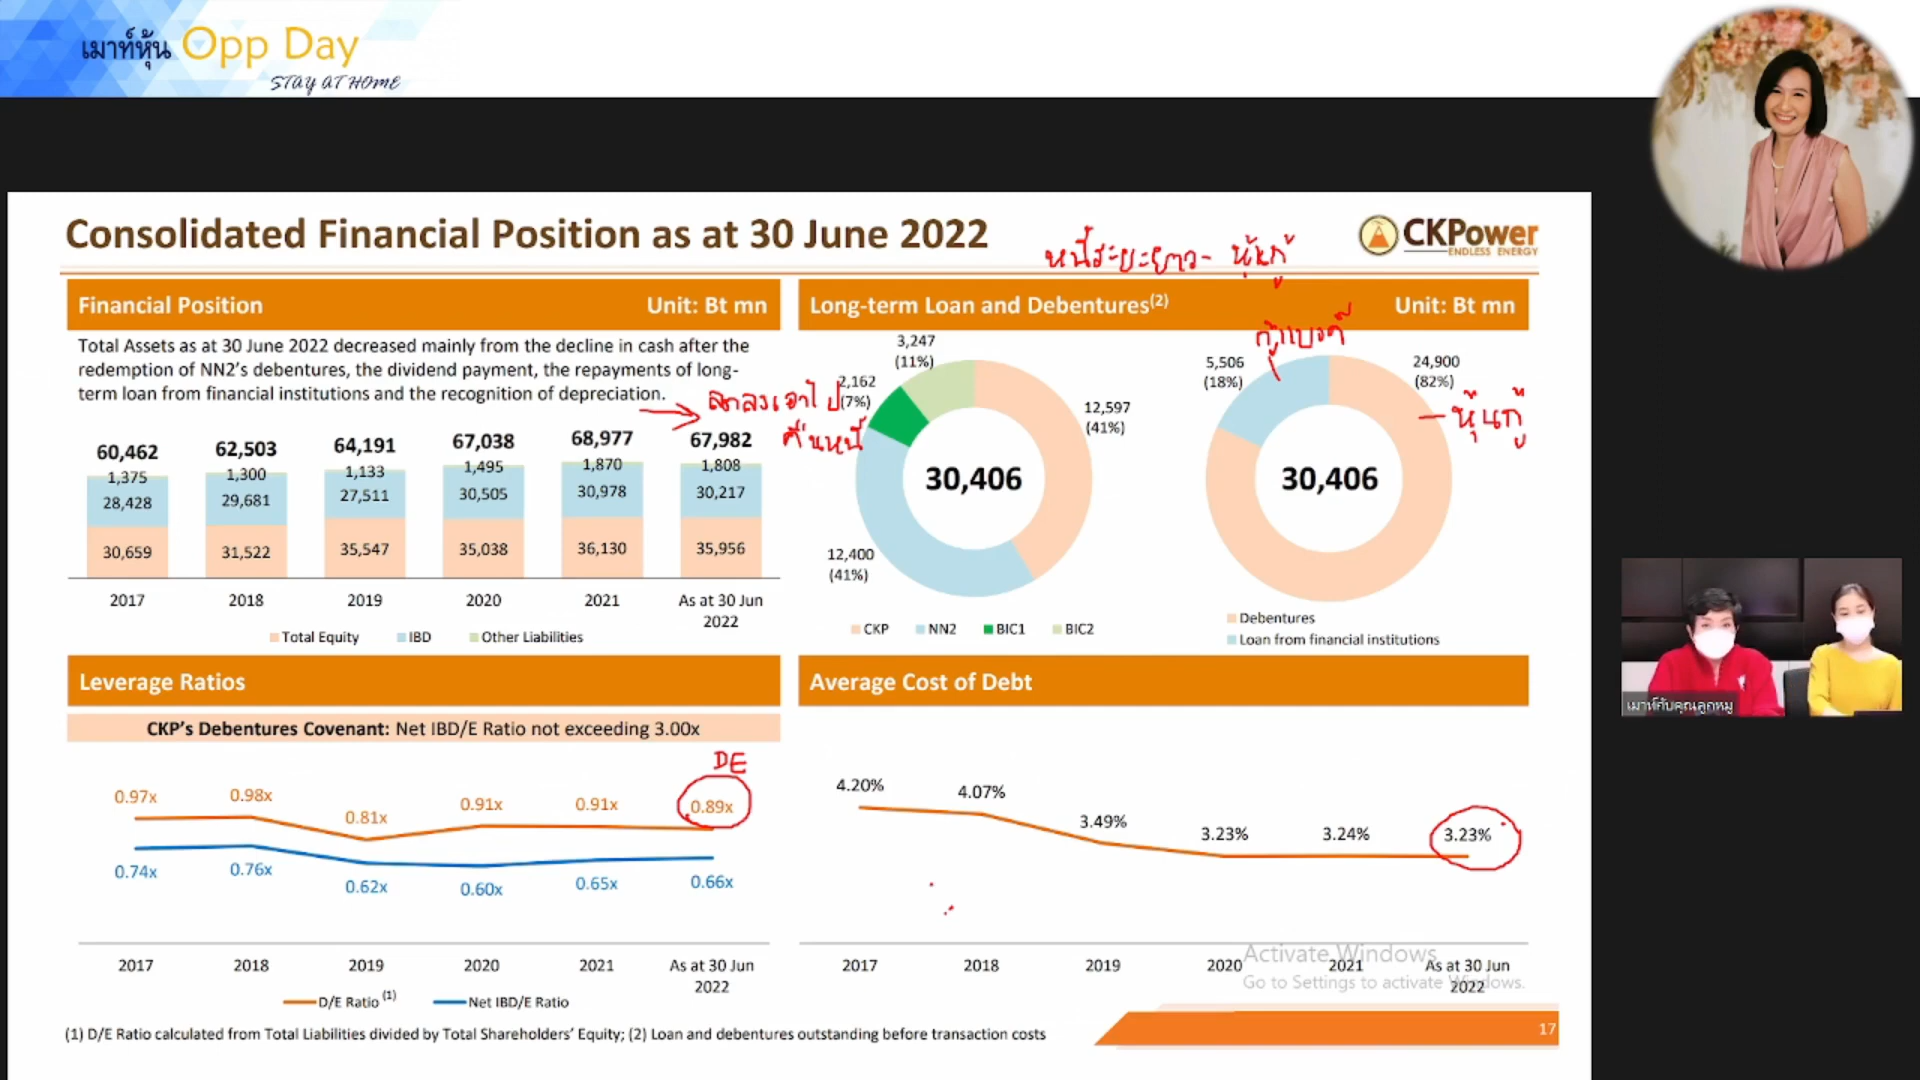 เมาท์หุ้น Opp Day
STAY AT HOME
Consolidated Financial Position as at 30 June 2022
หนี้ระยะยาว - หุ้นกู้
CKPower
ENDLESS ENERGY
Financial Position Unit: Bt mn
Total Assets as at 30 June 2022 decreased mainly from the decline in cash after the
redemption of NN2's debentures, the dividend payment, the repayments of long-
term loan from financial institutions and the recognition of depreciation.
ลดลงเอาไป
คืนหนี้
60,462 62,503 64,191 67,038 68,977 67,982
1,375 1,300 1,133 1,495 1,870 1,808
28,428 29,681 27,511 30,505 30,978 30,217
30,659 31,522 35,547 35,038 36,130 35,956
2017 2018 2019 2020 2021 As at 30 Jun
2022
Total Equity IBD Other Liabilities
Long-term Loan and Debentures(2) Unit: Bt mn
3,247
(11%)
2,162
(7%)
12,597
(41%)
30,406
12,400
(41%)
CKP NN2 BIC1 BIC2
กู้แบงค์
5,506
(18%)
24,900
(82%)
หุ้นกู้
30,406
Debentures
Loan from financial institutions
Leverage Ratios
CKP's Debentures Covenant: Net IBD/E Ratio not exceeding 3.00x
DE
0.97x 0.98x 0.81x 0.91x 0.91x 0.89x
0.74x 0.76x 0.62x 0.60x 0.65x 0.66x
2017 2018 2019 2020 2021 As at 30 Jun
2022
D/E Ratio (1) Net IBD/E Ratio
Average Cost of Debt
4.20% 4.07% 3.49% 3.23% 3.24% 3.23%
2017 2018 2019 2020 2021 As at 30 Jun
2022
Activate Windows
Go to Settings to activate Windows.
(1) D/E Ratio calculated from Total Liabilities divided by Total Shareholders' Equity; (2) Loan and debentures outstanding before transaction costs
17
เมาท์กับคุณลูกหมู